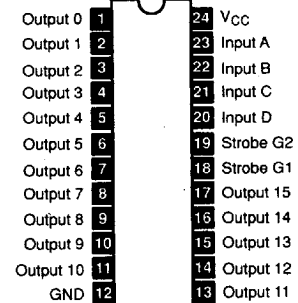 Output 0 1 24 VCC
Output 1 2 23 Input A
Output 2 3 22 Input B
Output 3 4 21 Input C
Output 4 5 20 Input D
Output 5 6 19 Strobe G2
Output 6 7 18 Strobe G1
Output 7 8 17 Output 15
Output 8 9 16 Output 14
Output 9 10 15 Output 13
Output 10 11 14 Output 12
GND 12 13 Output 11